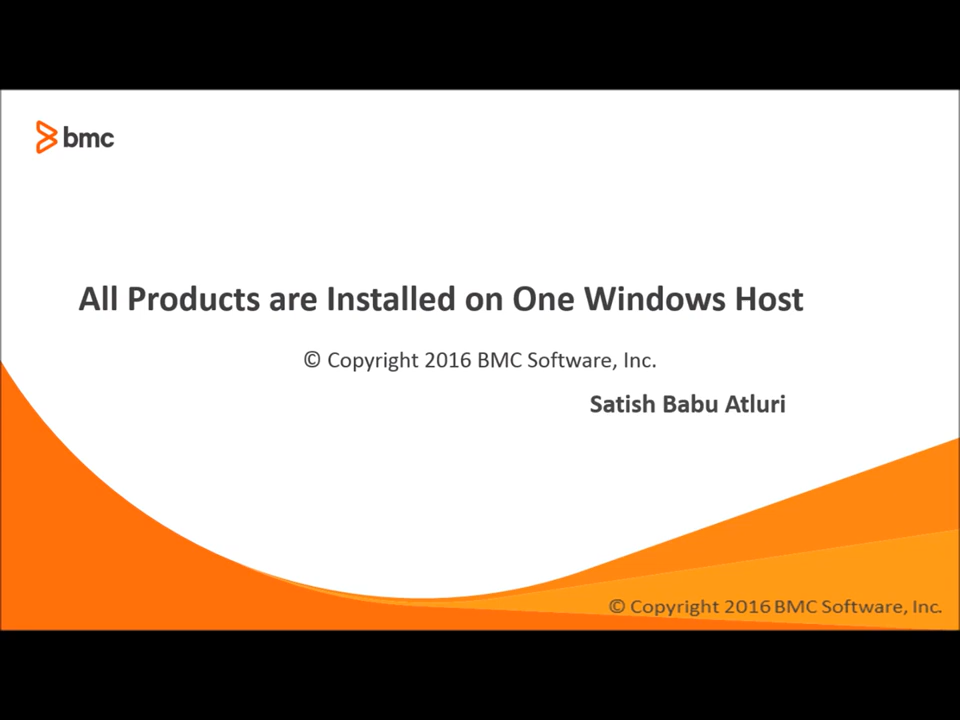 bmc
All Products are Installed on One Windows Host
© Copyright 2016 BMC Software, Inc.
Satish Babu Atluri
© Copyright 2016 BMC Software, Inc.